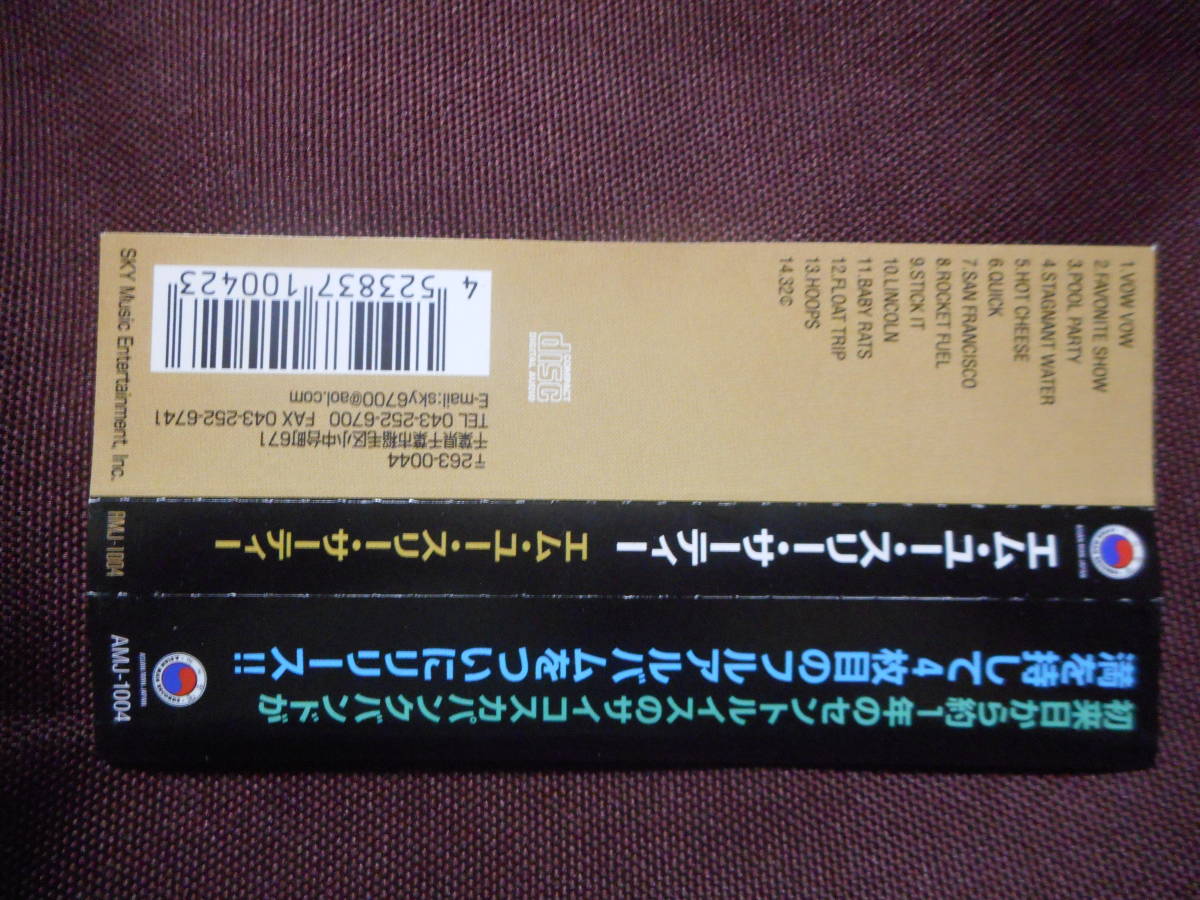 1.VOW VOW
2.FAVONITE SHOW
3.POOL PARTY
4.STAGNANT WATER
5.HOT CHEESE
6.QUICK
7.SAN FRANCISCO
8.ROCKET FUEL
9.STICK IT
10.LINCOLN
11.BABY RATS
12.FLOAT TRIP
13.HOOPS
14.32¢
COMPACT
disc
DIGITAL AUDIO
4 523837 100423
〒263-0044
千葉県千葉市稲毛区小中台町671
TEL 043-252-6700 FAX 043-252-6741
E-mail:sky6700@aol.com
SKY Music Entertainment, Inc.
エム・ユー・スリー・サーティー
エム・ユー・スリー・サーティー
AMJ-1004
初来日から約1年のセントルイスのサイコスカパンクバンドが
満を持して4枚目のフルアルバムをついにリリース!!
AMJ-1004